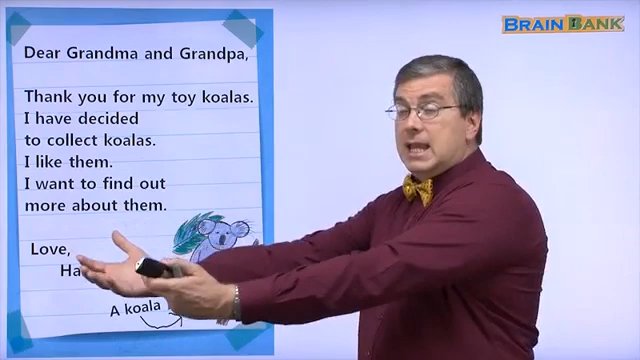 BRAIN BANK
Dear Grandma and Grandpa,
Thank you for my toy koalas.
I have decided
to collect koalas.
I like them.
I want to find out
more about them.
Love,
A koala